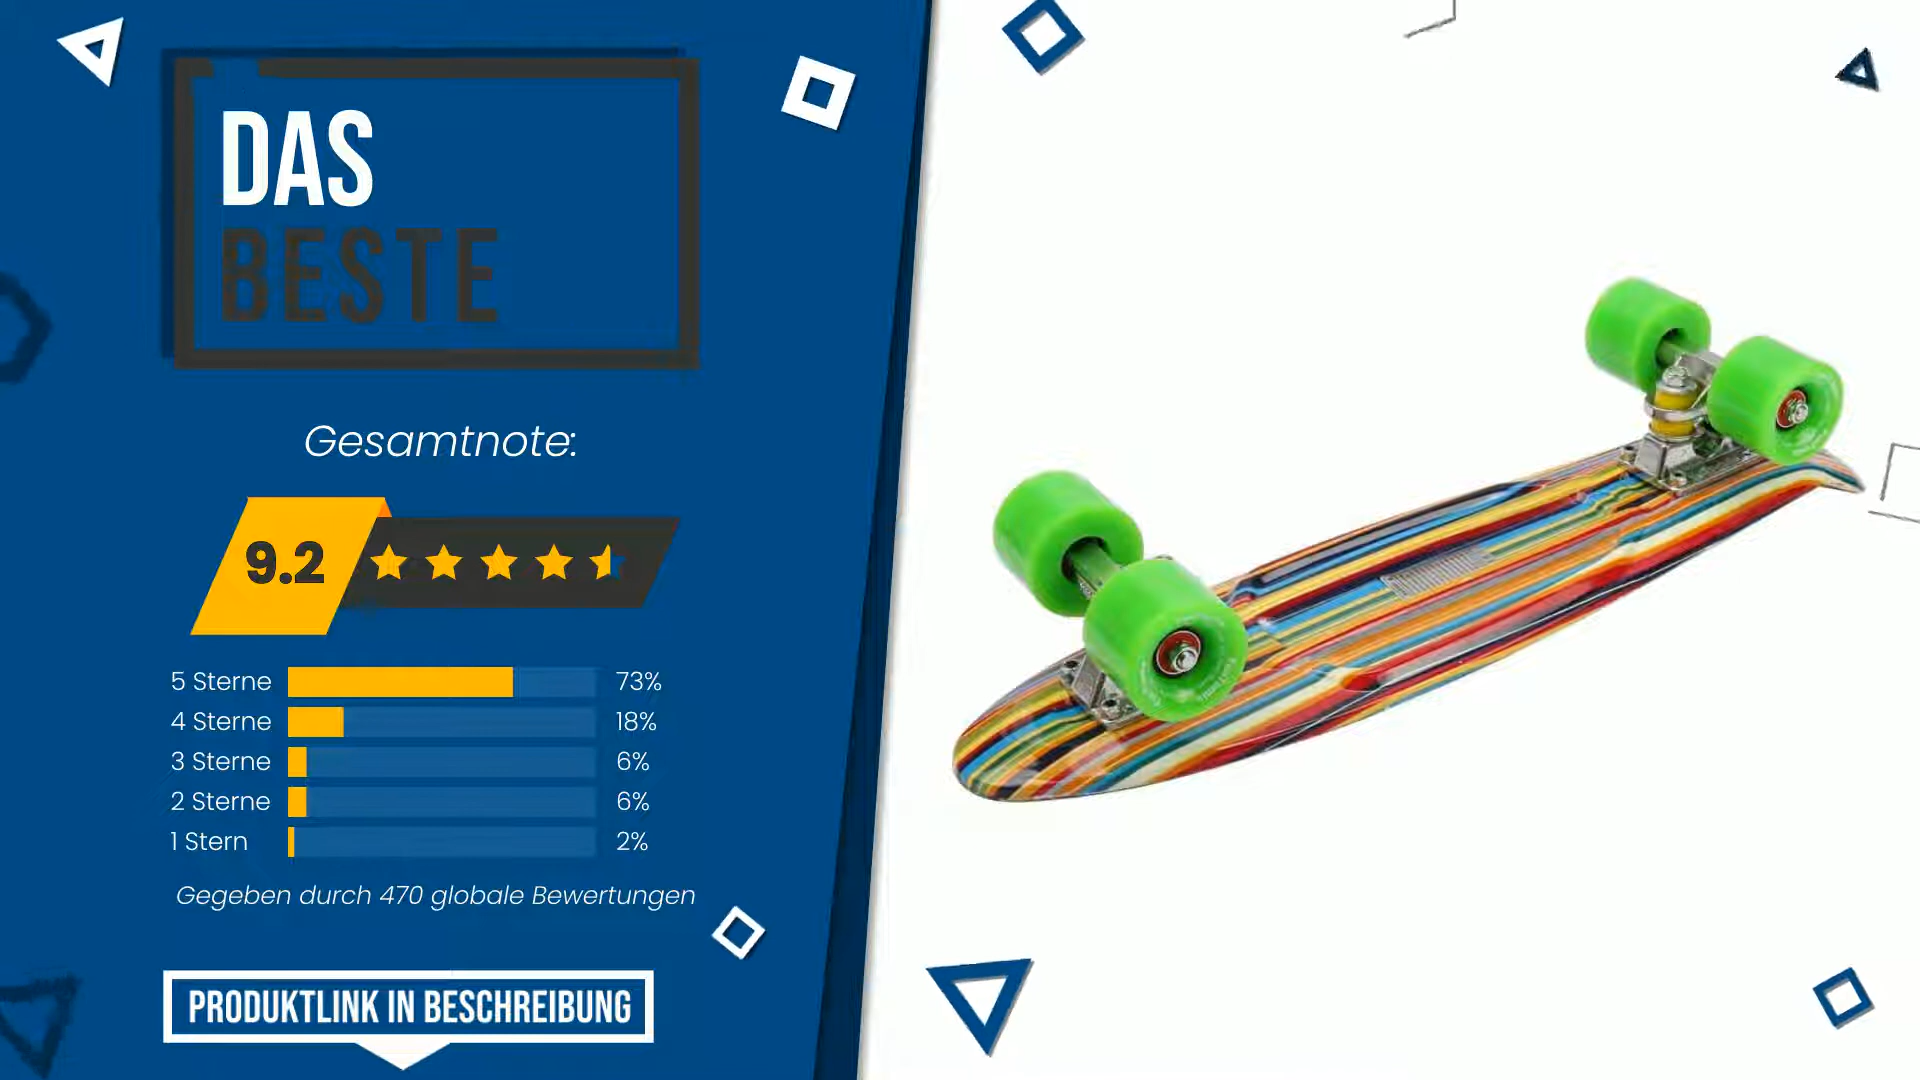 DAS
BESTE
Gesamtnote:
9.2
5 Sterne 73%
4 Sterne 18%
3 Sterne 6%
2 Sterne 6%
1 Stern 2%
Gegeben durch 470 globale Bewertungen
PRODUKTLINK IN BESCHREIBUNG